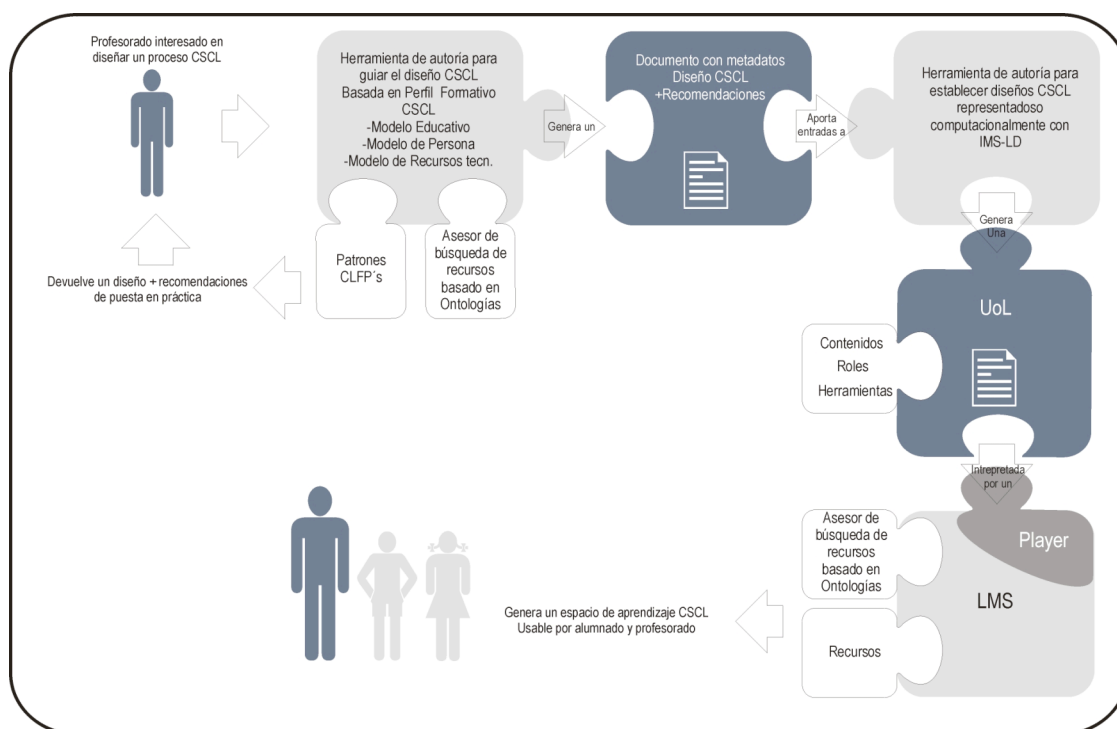 Profesorado interesado en
diseñar un proceso CSCL
Herramienta de autoría para
guiar el diseño CSCL
Basada en Perfil Formativo
CSCL
-Modelo Educativo
-Modelo de Persona
-Modelo de Recursos tecn.
Genera un
Documento con metadatos
Diseño CSCL
+Recomendaciones
Aporta
entradas a
Herramienta de autoría para
establecer diseños CSCL
representadoso
computacionalmente con
IMS-LD
Patrones
CLFP´s
Asesor de
búsqueda de
recursos
basado en
Ontologías
Devuelve un diseño + recomendaciones
de puesta en práctica
Genera
Una
UoL
Contenidos
Roles
Herramientas
Intrepretada
por un
Player
LMS
Asesor de
búsqueda de
recursos
basado en
Ontologías
Recursos
Genera un espacio de aprendizaje CSCL
Usable por alumnado y profesorado